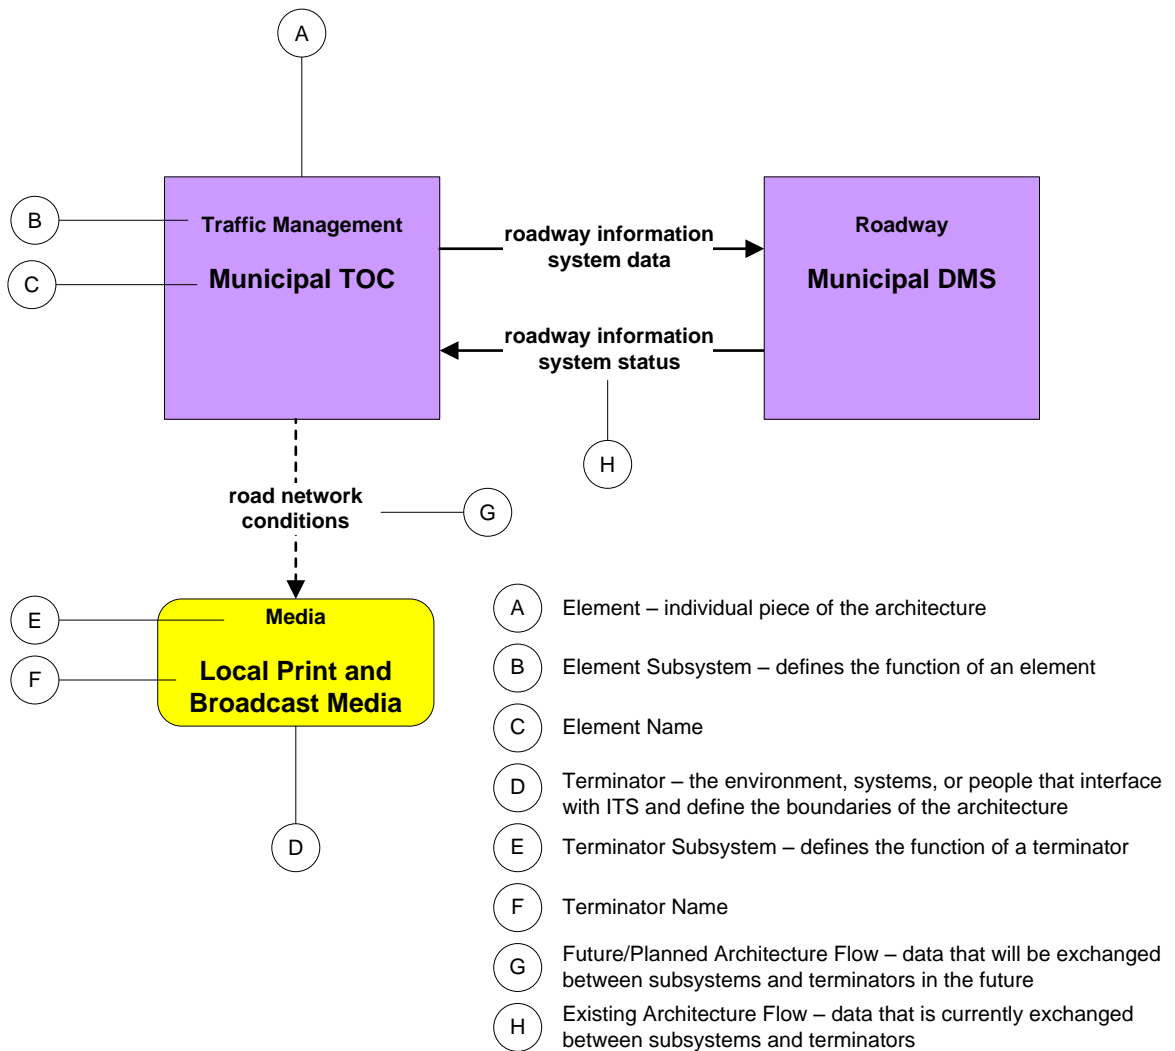 A
B
Traffic Management
C
Municipal TOC
roadway information
system data
Roadway
Municipal DMS
roadway information
system status
H
road network
conditions
G
E
Media
F
Local Print and
Broadcast Media
D
A Element – individual piece of the architecture
B Element Subsystem – defines the function of an element
C Element Name
D Terminator – the environment, systems, or people that interface
with ITS and define the boundaries of the architecture
E Terminator Subsystem – defines the function of a terminator
F Terminator Name
G Future/Planned Architecture Flow – data that will be exchanged
between subsystems and terminators in the future
H Existing Architecture Flow – data that is currently exchanged
between subsystems and terminators